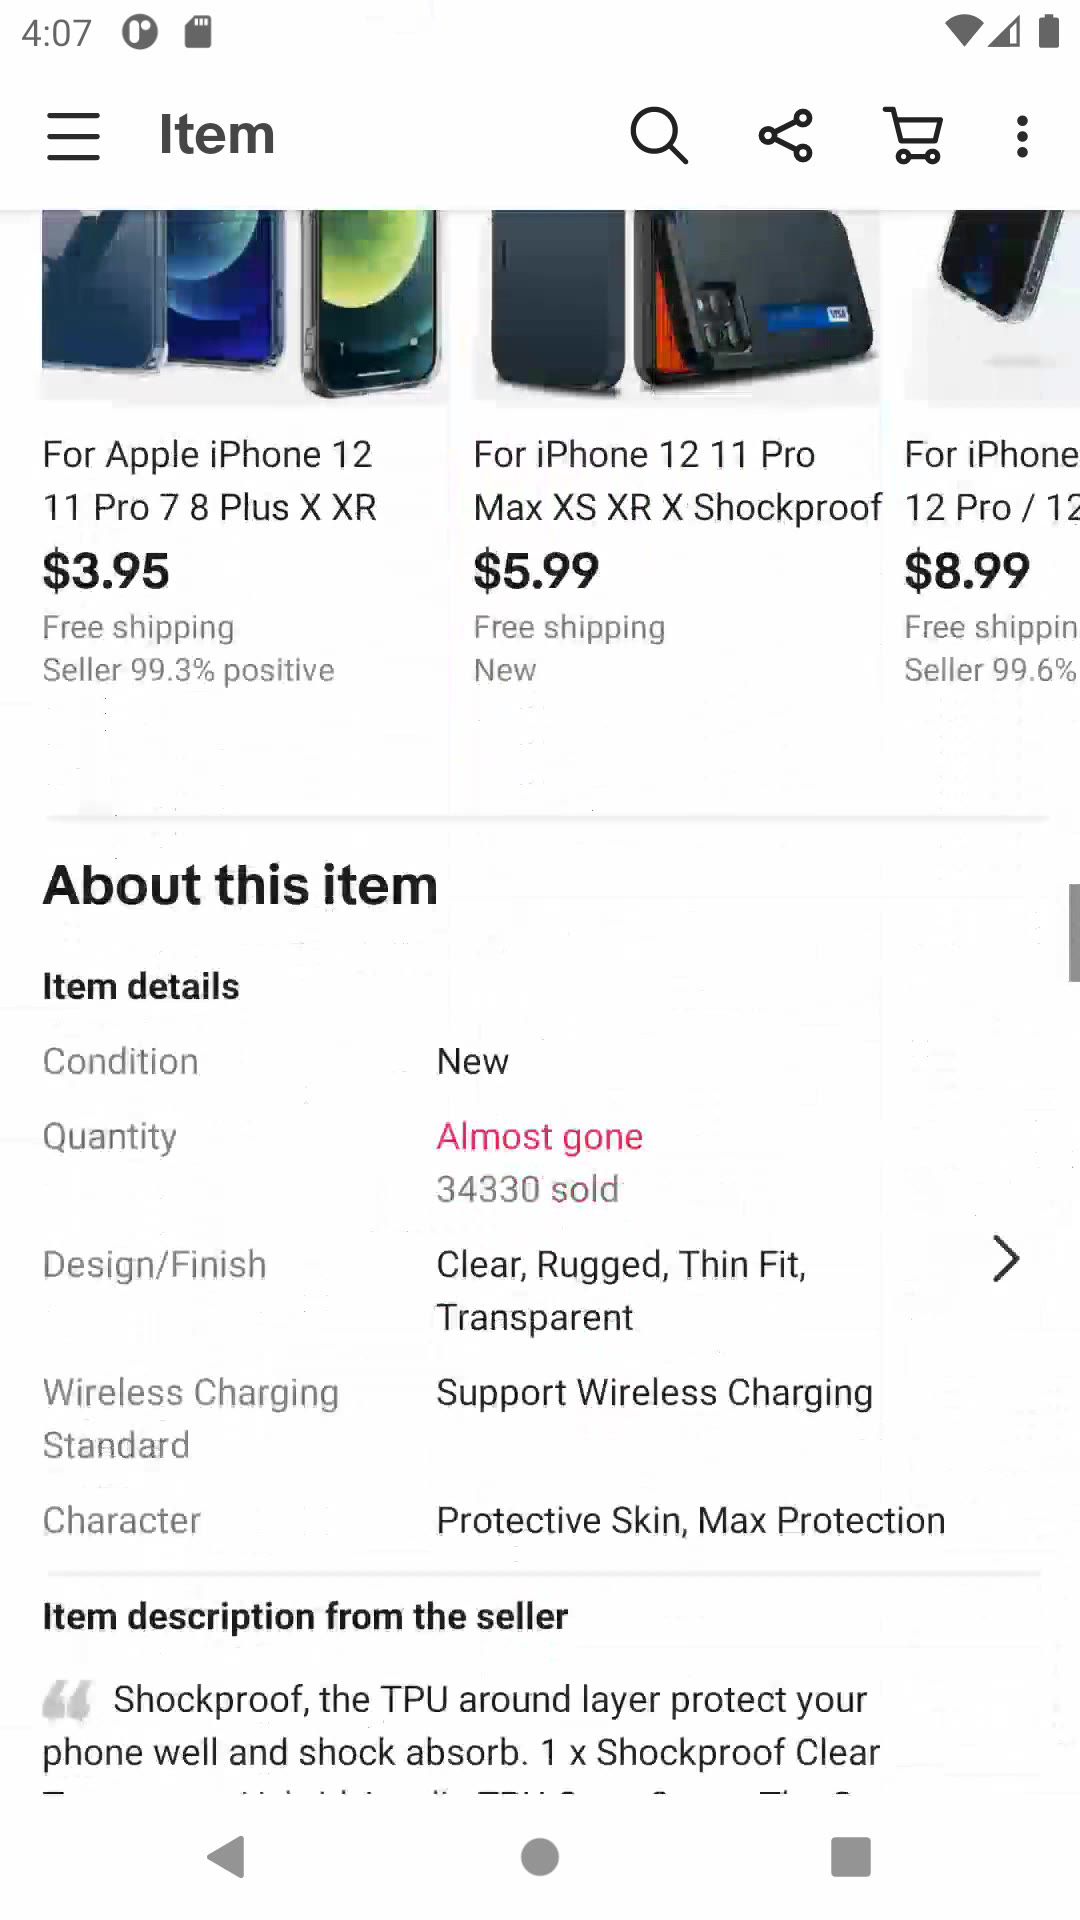 4:07
Item
VISA
For Apple iPhone 12
11 Pro 7 8 Plus X XR
$3.95
Free shipping
Seller 99.3% positive
For iPhone 12 11 Pro
Max XS XR X Shockproof
$5.99
Free shipping
New
For iPhone
12 Pro / 12
$8.99
Free shippin
Seller 99.6%
About this item
Item details
Condition New
Quantity Almost gone
34330 sold
Design/Finish Clear, Rugged, Thin Fit,
Transparent
Wireless Charging Support Wireless Charging
Standard
Character Protective Skin, Max Protection
Item description from the seller
“ Shockproof, the TPU around layer protect your
phone well and shock absorb. 1 x Shockproof Clear